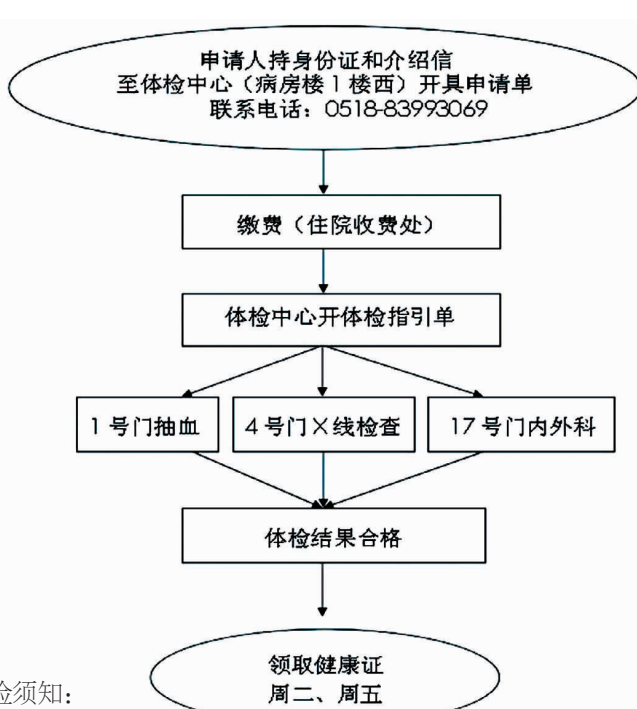 申请人持身份证和介绍信
至体检中心（病房楼1楼西）开具申请单
联系电话：0518-83993069
缴费（住院收费处）
体检中心开体检指引单
1号门抽血
4号门X线检查
17号门内外科
体检结果合格
领取健康证
周二、周五
须知：